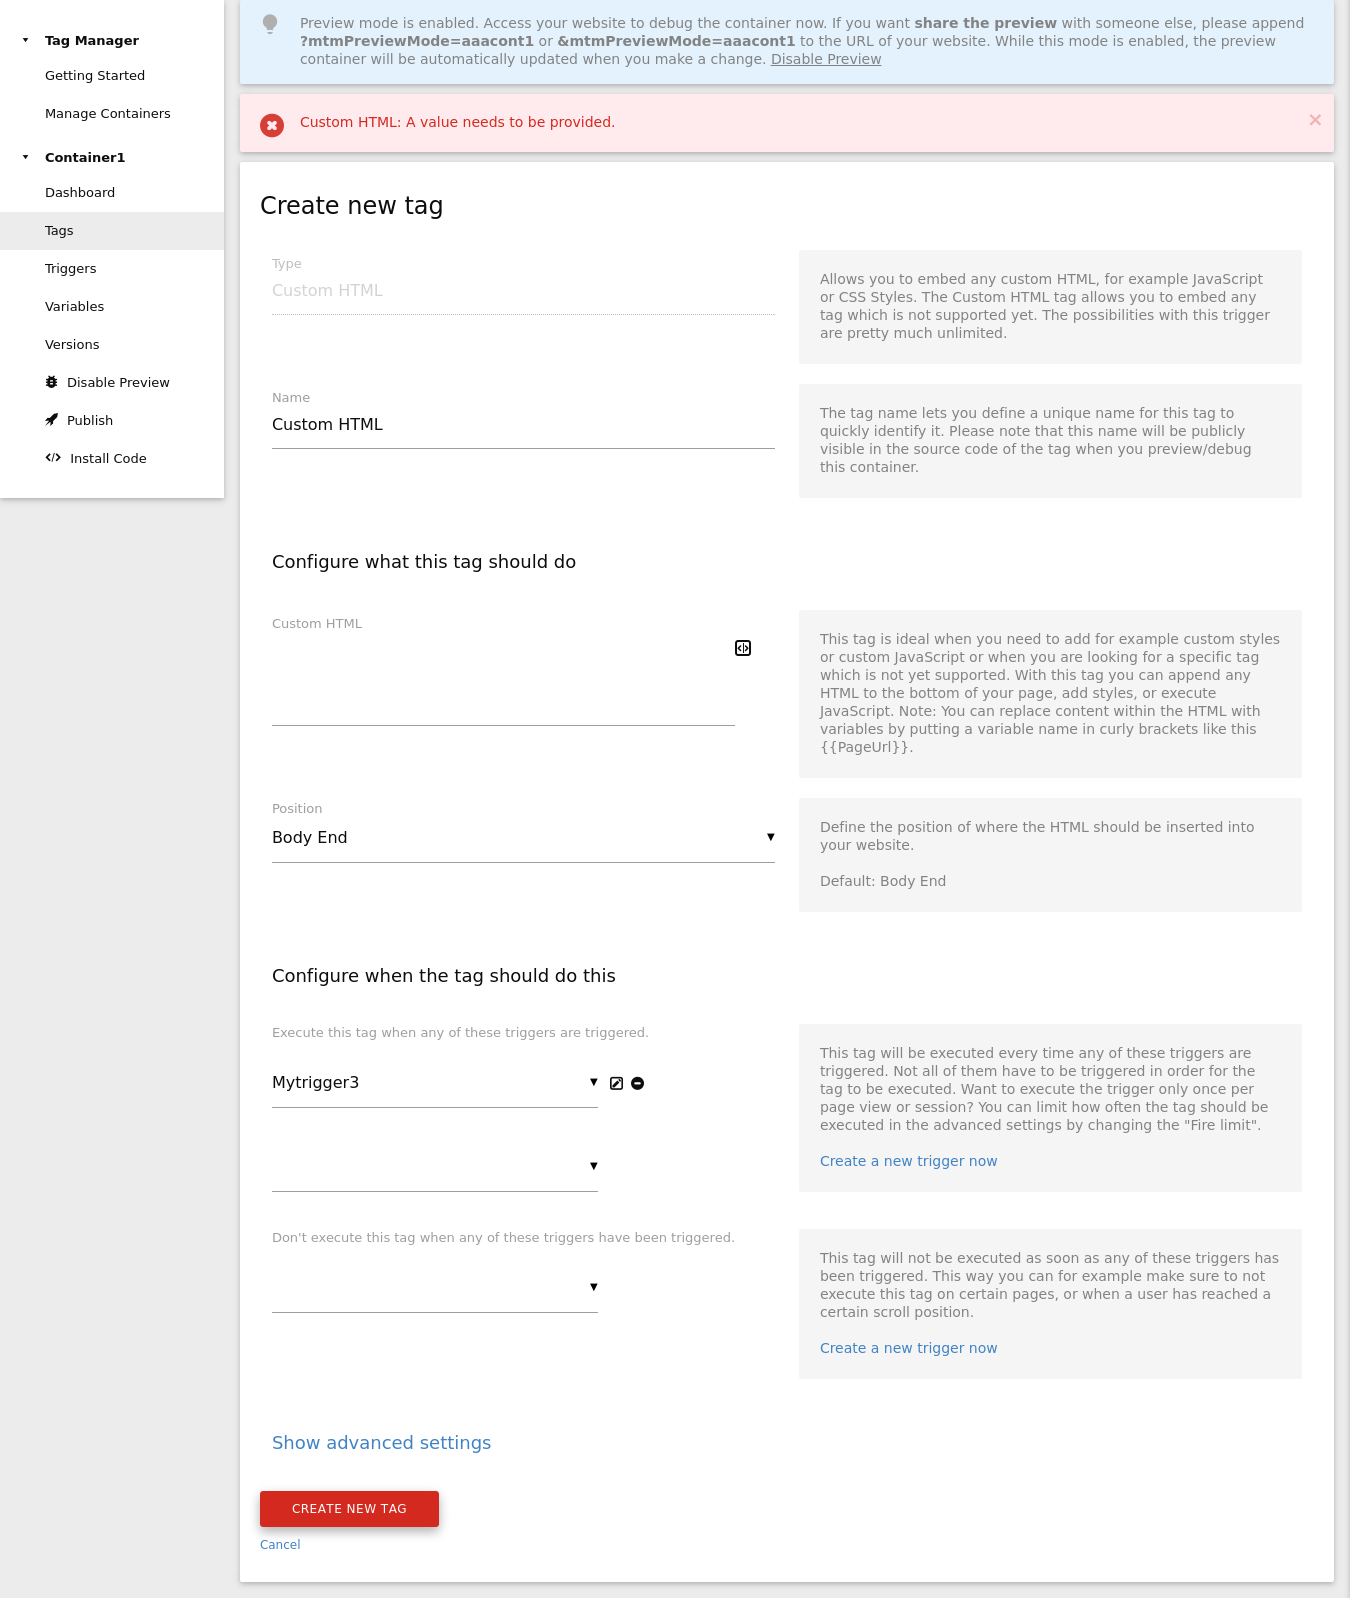 Tag Manager
Getting Started
Manage Containers
Container1
Dashboard
Tags
Triggers
Variables
Versions
Disable Preview
Publish
Install Code
Preview mode is enabled. Access your website to debug the container now. If you want share the preview with someone else, please append
?mtmPreviewMode=aaacont1 or &mtmPreviewMode=aaacont1 to the URL of your website. While this mode is enabled, the preview
container will be automatically updated when you make a change. Disable Preview
Custom HTML: A value needs to be provided.
Create new tag
Type
Custom HTML
Allows you to embed any custom HTML, for example JavaScript
or CSS Styles. The Custom HTML tag allows you to embed any
tag which is not supported yet. The possibilities with this trigger
are pretty much unlimited.
Name
Custom HTML
The tag name lets you define a unique name for this tag to
quickly identify it. Please note that this name will be publicly
visible in the source code of the tag when you preview/debug
this container.
Configure what this tag should do
Custom HTML
This tag is ideal when you need to add for example custom styles
or custom JavaScript or when you are looking for a specific tag
which is not yet supported. With this tag you can append any
HTML to the bottom of your page, add styles, or execute
JavaScript. Note: You can replace content within the HTML with
variables by putting a variable name in curly brackets like this
{{PageUrl}}.
Position
Body End
Define the position of where the HTML should be inserted into
your website.
Default: Body End
Configure when the tag should do this
Execute this tag when any of these triggers are triggered.
Mytrigger3
This tag will be executed every time any of these triggers are
triggered. Not all of them have to be triggered in order for the
tag to be executed. Want to execute the trigger only once per
page view or session? You can limit how often the tag should be
executed in the advanced settings by changing the "Fire limit".
Create a new trigger now
Don't execute this tag when any of these triggers have been triggered.
This tag will not be executed as soon as any of these triggers has
been triggered. This way you can for example make sure to not
execute this tag on certain pages, or when a user has reached a
certain scroll position.
Create a new trigger now
Show advanced settings
CREATE NEW TAG
Cancel